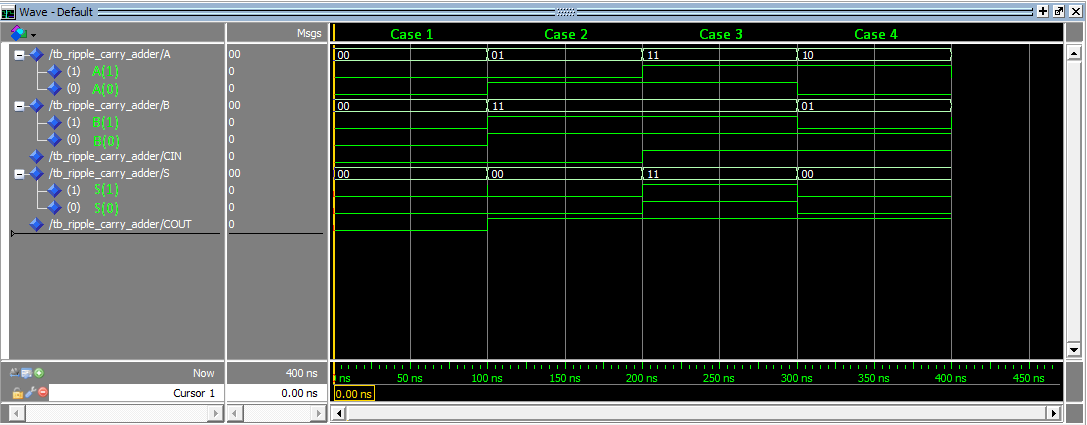 Wave - Default
Msgs
Case 1 Case 2 Case 3 Case 4
/tb_ripple_carry_adder/A 00 00 01 11 10
(1) A(1) 0
(0) A(0) 0
/tb_ripple_carry_adder/B 00 00 11 01
(1) B(1) 0
(0) B(0) 0
/tb_ripple_carry_adder/CIN 0
/tb_ripple_carry_adder/S 00 00 00 11 00
(1) S(1) 0
(0) S(0) 0
/tb_ripple_carry_adder/COUT 0
Now 400 ns ns 50 ns 100 ns 150 ns 200 ns 250 ns 300 ns 350 ns 400 ns 450 ns
Cursor 1 0.00 ns 0.00 ns